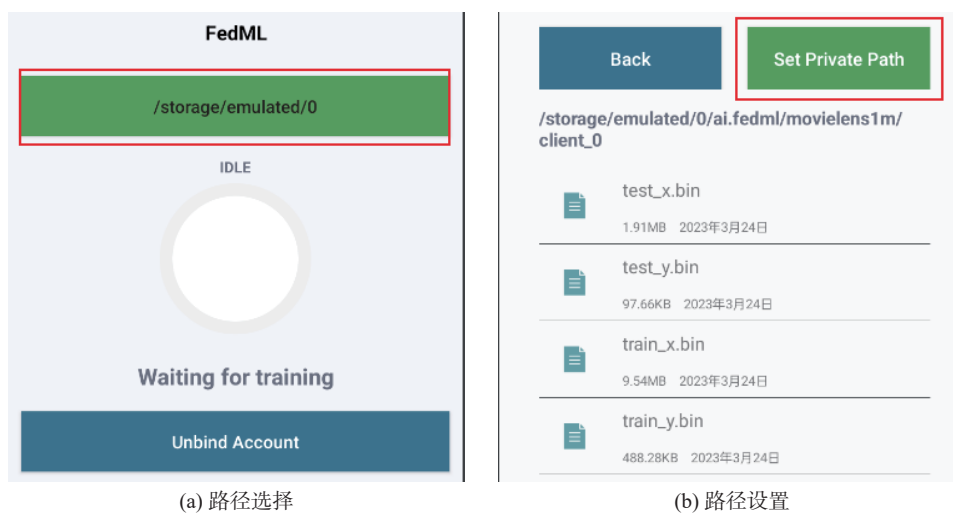 FedML
/storage/emulated/0
IDLE
Waiting for training
Unbind Account
(a) 路径选择
Back
Set Private Path
/storage/emulated/0/ai.fedml/movielens1m/
client_0
test_x.bin
1.91MB 2023年3月24日
test_y.bin
97.66KB 2023年3月24日
train_x.bin
9.54MB 2023年3月24日
train_y.bin
488.28KB 2023年3月24日
(b) 路径设置